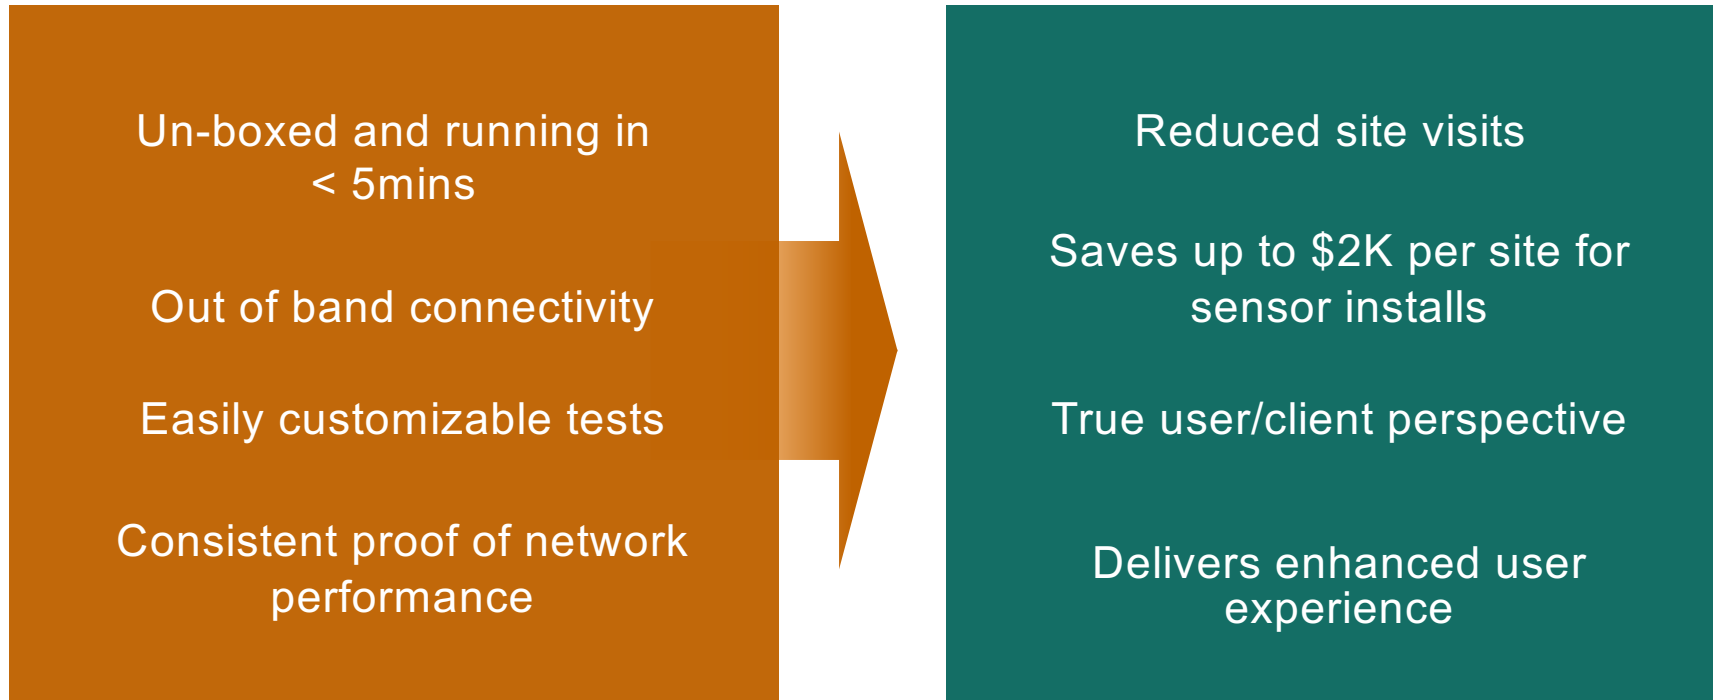 Un-boxed and running in
< 5mins
Out of band connectivity
Easily customizable tests
Consistent proof of network
performance
Reduced site visits
Saves up to $2K per site for
sensor installs
True user/client perspective
Delivers enhanced user
experience